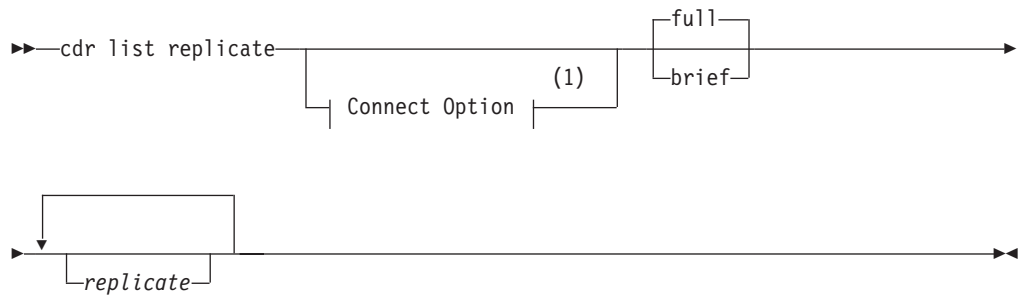 full
cdr list replicate
(1)
brief
Connect Option
replicate